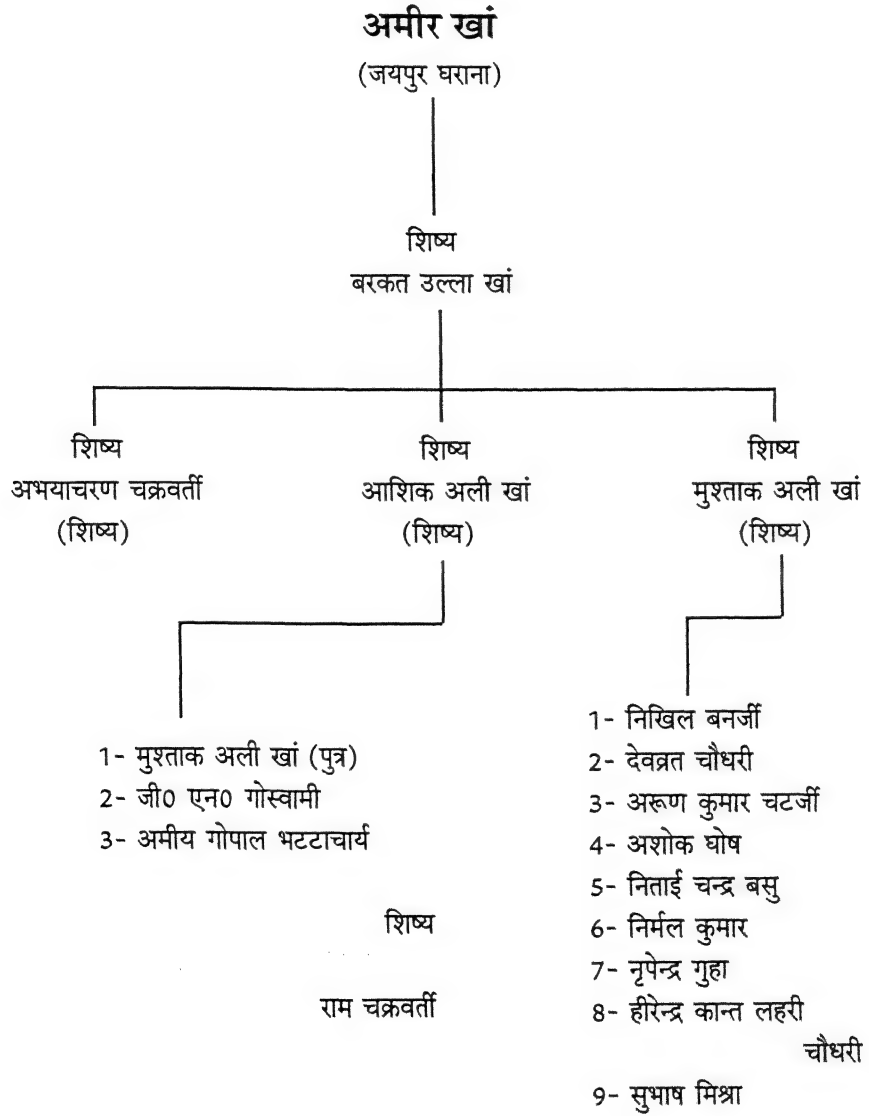 अमीर खां
(जयपुर घराना)
शिष्य
बरकत उल्ला खां
शिष्य
अभयाचरण चक्रवर्ती
(शिष्य)
शिष्य
आशिक अली खां
(शिष्य)
शिष्य
मुश्ताक अली खां
(शिष्य)
1- मुश्ताक अली खां (पुत्र)
2- जी0 एन0 गोस्वामी
3- अमीय गोपाल भटटाचार्य
शिष्य
राम चक्रवर्ती
1- निखिल बनर्जी
2- देवव्रत चौधरी
3- अरूण कुमार चटर्जी
4- अशोक घोष
5- निताई चन्द्र बसु
6- निर्मल कुमार
7- नृपेन्द्र गुहा
8- हीरेन्द्र कान्त लहरी
चौधरी
9- सुभाष मिश्रा